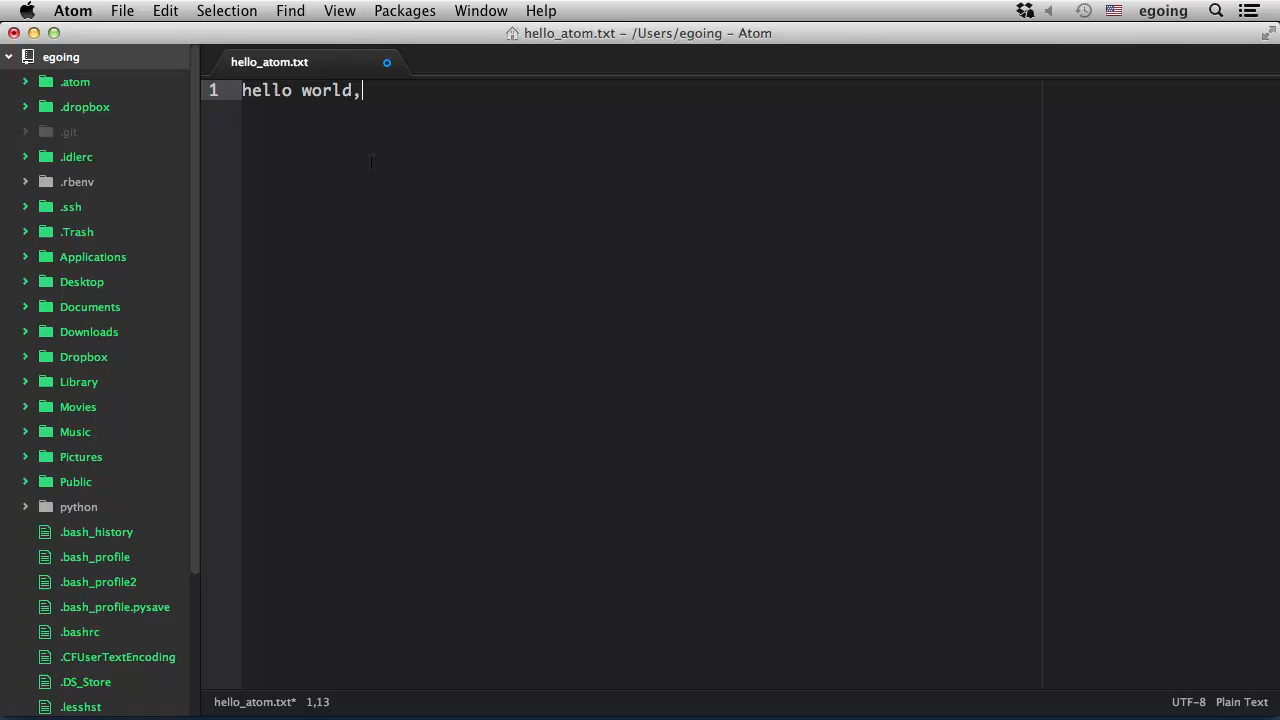 Atom File Edit Selection Find View Packages Window Help egoing
hello_atom.txt - /Users/egoing - Atom
egoing
.atom
.dropbox
.git
.idlerc
.rbenv
.ssh
.Trash
Applications
Desktop
Documents
Downloads
Dropbox
Library
Movies
Music
Pictures
Public
python
.bash_history
.bash_profile
.bash_profile2
.bash_profile.pysave
.bashrc
.CFUserTextEncoding
.DS_Store
.lesshst
hello_atom.txt
1 hello world,
hello_atom.txt* 1,13 UTF-8 Plain Text